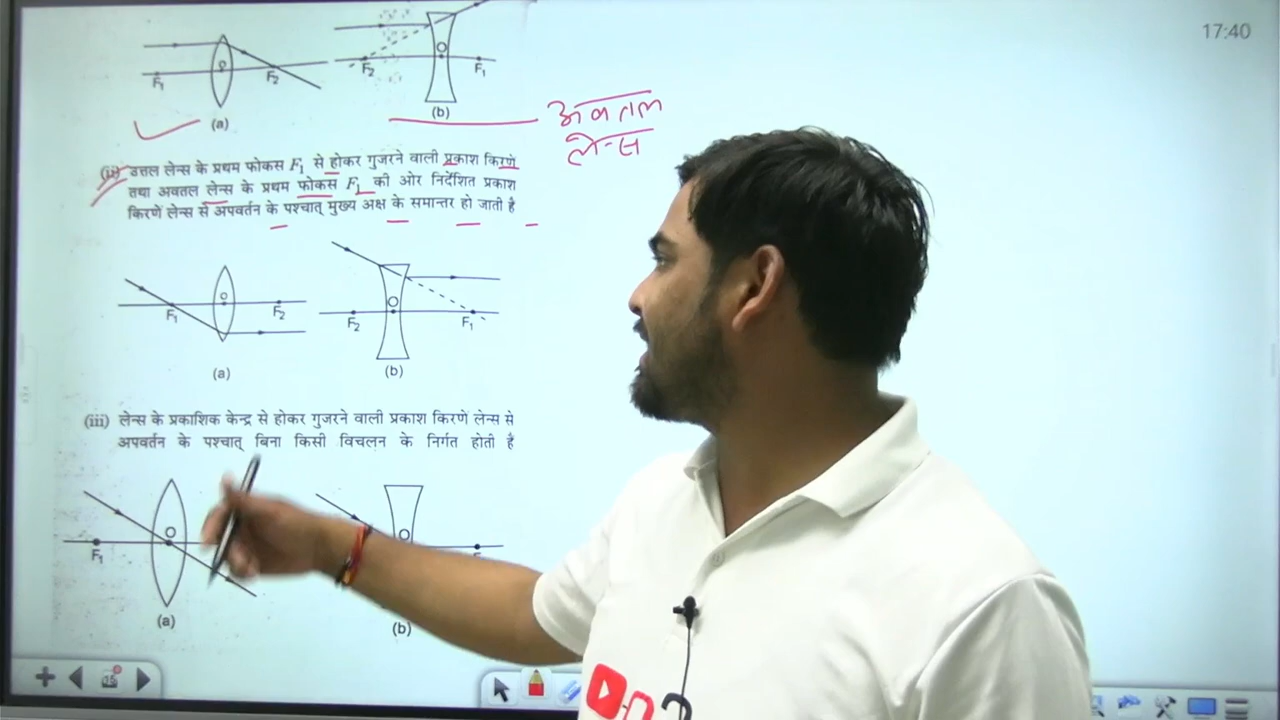 17:40
O
F₁
F₂
(a)
O
F₂
F₁
(b)
अवतल
लेन्स
(ii) उत्तल लेन्स के प्रथम फोकस F₁ से होकर गुजरने वाली प्रकाश किरणे
तथा अवतल लेन्स के प्रथम फोकस F₁ की ओर निर्देशित प्रकाश
किरणें लेन्स से अपवर्तन के पश्चात् मुख्य अक्ष के समान्तर हो जाती है
O
F₁
F₂
(a)
O
F₂
F₁
(b)
(iii) लेन्स के प्रकाशिक केन्द्र से होकर गुजरने वाली प्रकाश किरणें लेन्स से
अपवर्तन के पश्चात् बिना किसी विचलन के निर्गत होती है
O
F₁
(a)
O
(b)